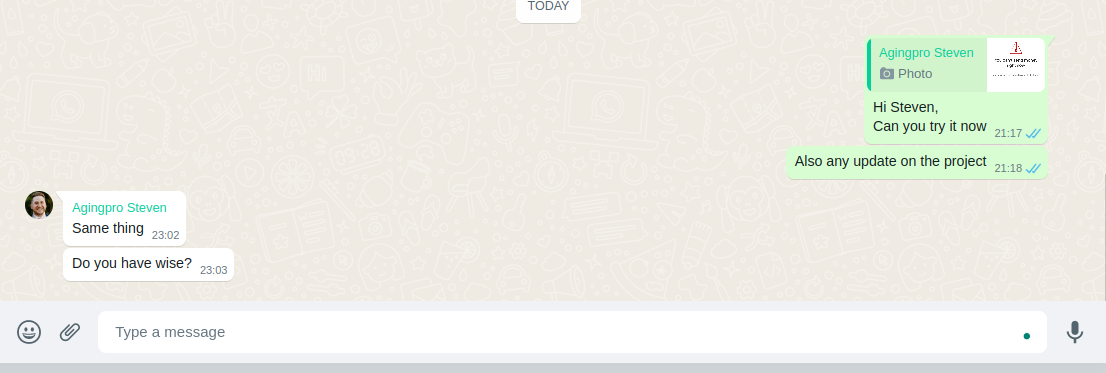 TODAY
Agingpro Steven
Photo
Hi Steven,
Can you try it now
21:17
Also any update on the project
21:18
Agingpro Steven
Same thing
23:02
Do you have wise?
23:03
Type a message